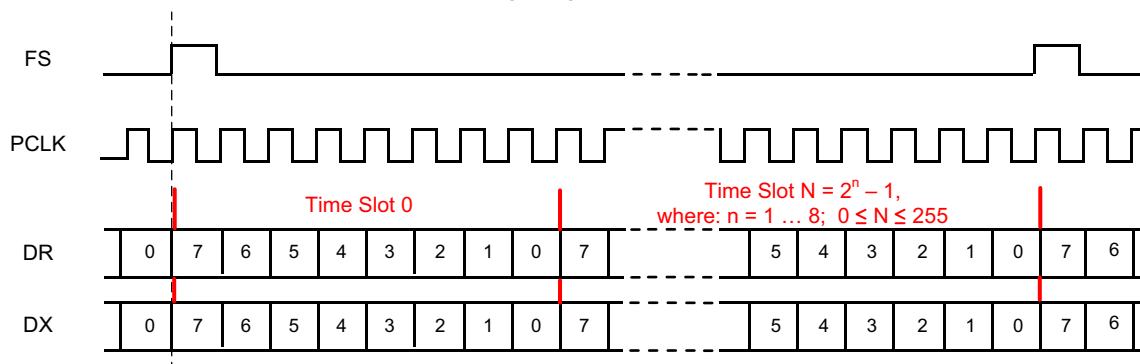 FS
PCLK
Time Slot 0
Time Slot N = 2ⁿ – 1,
where: n = 1 ... 8; 0 ≤ N ≤ 255
DR 0 7 6 5 4 3 2 1 0 7 5 4 3 2 1 0 7 6
DX 0 7 6 5 4 3 2 1 0 7 5 4 3 2 1 0 7 6